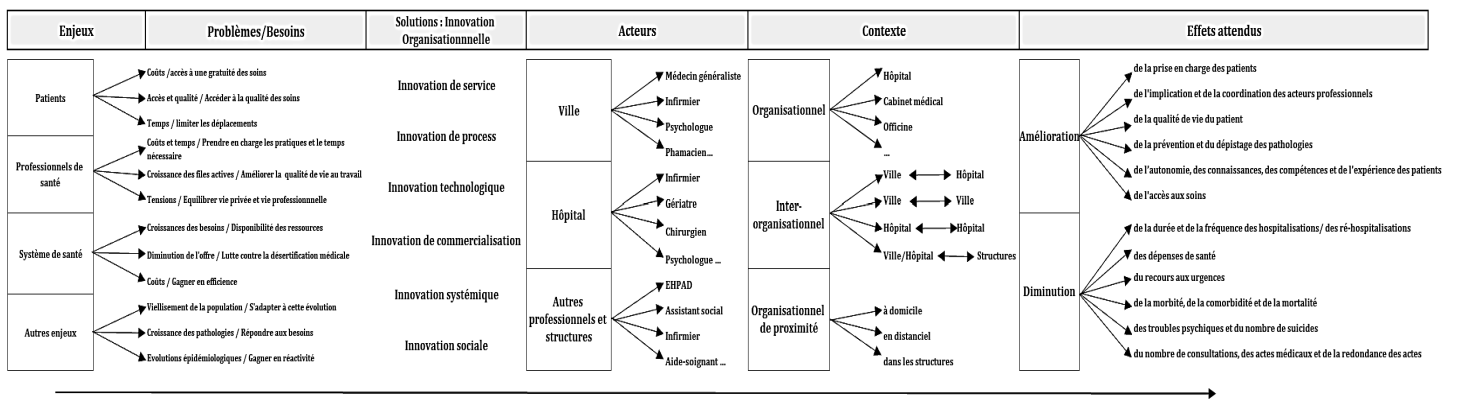 Enjeux
Problèmes/Besoins
Solutions : Innovation
Organisationnnelle
Acteurs
Contexte
Effets attendus
Patients
Coûts /accès à une gratuité des soins
Accès et qualité / Accéder à la qualité des soins
Temps / limiter les déplacements
Professionnels de
santé
Coûts et temps / Prendre en charge les pratiques et le temps
nécessaire
Croissance des files actives / Améliorer la qualité de vie au travail
Tensions / Equilibrer vie privée et vie professionnnelle
Système de santé
Croissances des besoins / Disponibilité des ressources
Diminution de l'offre / Lutte contre la désertification médicale
Coûts / Gagner en efficience
Autres enjeux
Viellisement de la population / S'adapter à cette évolution
Croissance des pathologies / Répondre aux besoins
Evolutions épidémiologiques / Gagner en réactivité
Innovation de service
Innovation de process
Innovation technologique
Innovation de commercialisation
Innovation systémique
Innovation sociale
Ville
Médecin généraliste
Infirmier
Psychologue
Phamacien...
Hôpital
Infirmier
Gériatre
Chirurgien
Psychologue ...
Autres
professionnels et
structures
EHPAD
Assistant social
Infirmier
Aide-soignant ...
Organisationnel
Hôpital
Cabinet médical
Officine
...
Inter-
organisationnel
Ville Hôpital
Ville Ville
Hôpital Hôpital
Ville/Hôpital Structures
Organisationnel
de proximité
à domicile
en distanciel
dans les structures
Amélioration
de la prise en charge des patients
de l'implication et de la coordination des acteurs professionnels
de la qualité de vie du patient
de la prévention et du dépistage des pathologies
de l'autonomie, des connaissances, des compétences et de l'expérience des patients
de l'accès aux soins
Diminution
de la durée et de la fréquence des hospitalisations/ des ré-hospitalisations
des dépenses de santé
du recours aux urgences
de la morbité, de la comorbidité et de la mortalité
des troubles psychiques et du nombre de suicides
du nombre de consultations, des actes médicaux et de la redondance des actes